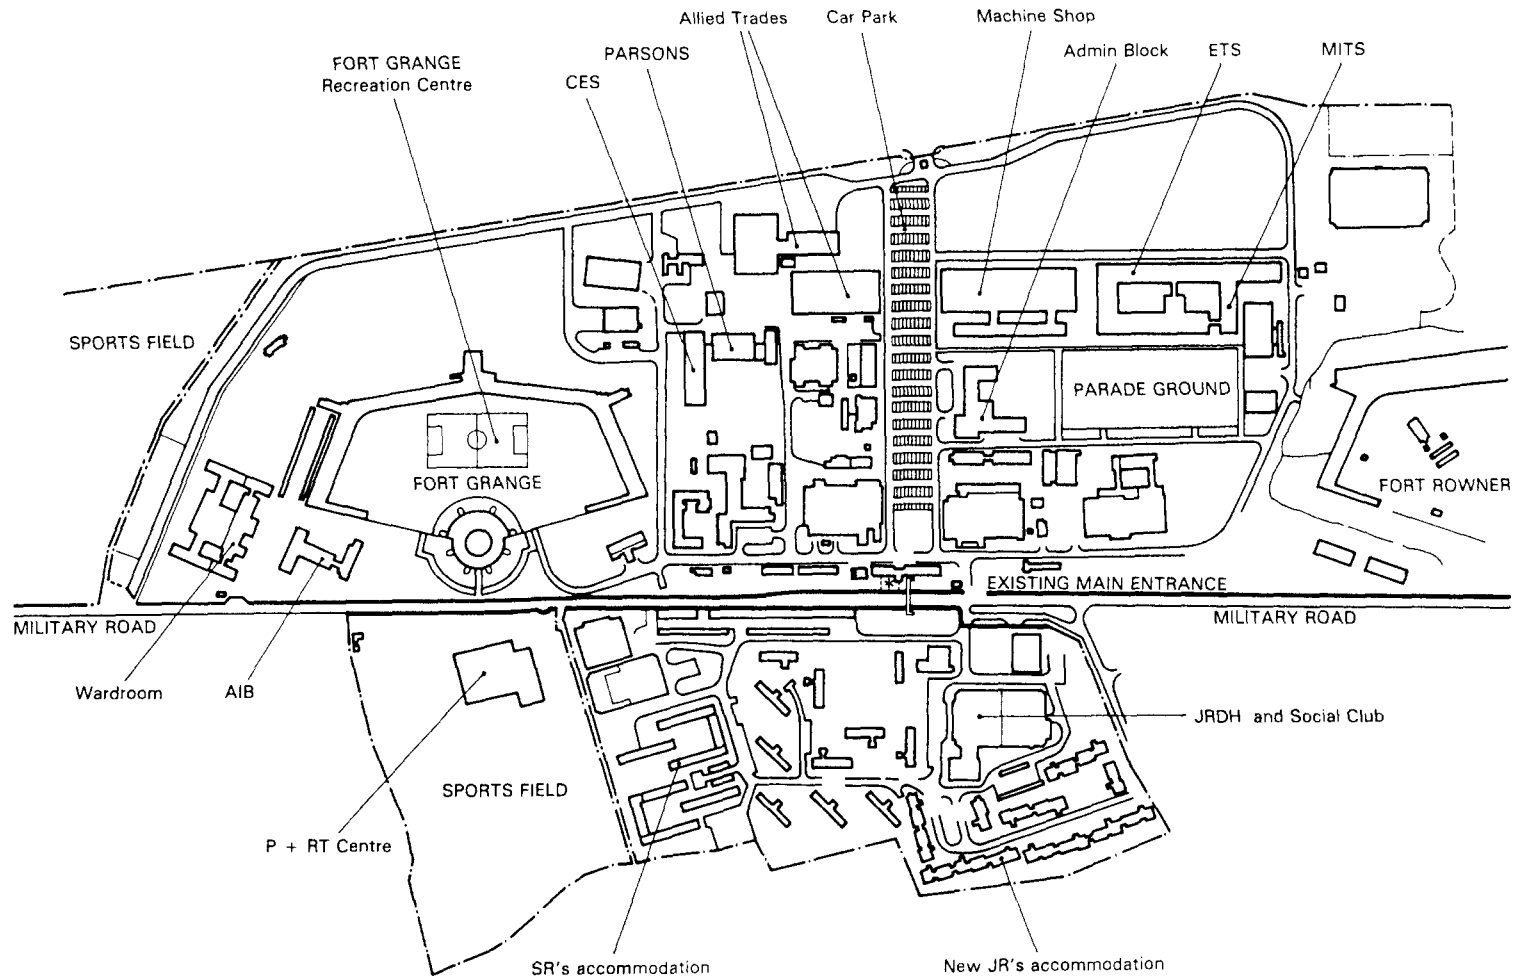 Allied Trades
Car Park
Machine Shop
FORT GRANGE
Recreation Centre
PARSONS
CES
Admin Block
ETS
MITS
SPORTS FIELD
PARADE GROUND
FORT GRANGE
FORT ROWNER
*
EXISTING MAIN ENTRANCE
MILITARY ROAD
MILITARY ROAD
Wardroom
AIB
JRDH and Social Club
SPORTS FIELD
P + RT Centre
SR's accommodation
New JR's accommodation